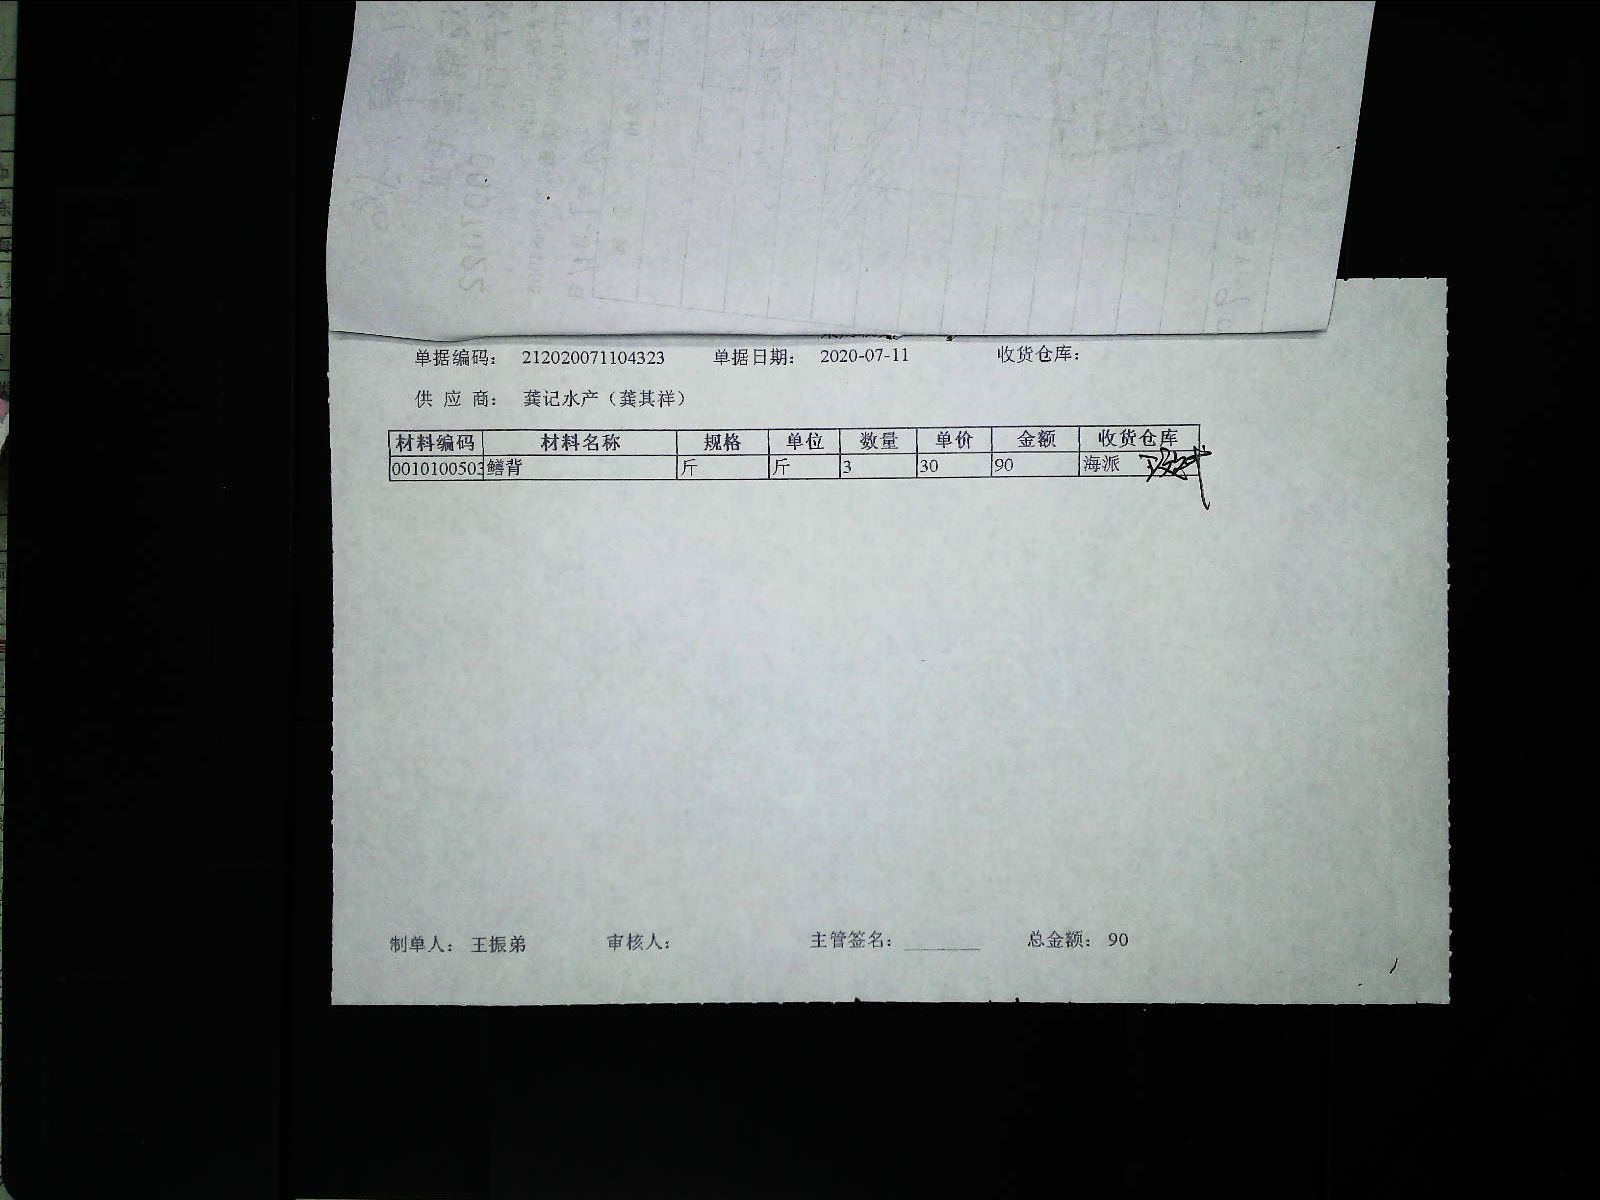 单据编码： 212020071104323 单据日期： 2020-07-11 收货仓库：
供 应 商： 龚记水产（龚其祥）
材料编码 材料名称 规格 单位 数量 单价 金额 收货仓库
0010100503 鳝背 斤 斤 3 30 90 海派
制单人： 王振弟 审核人： 主管签名： ________ 总金额： 90